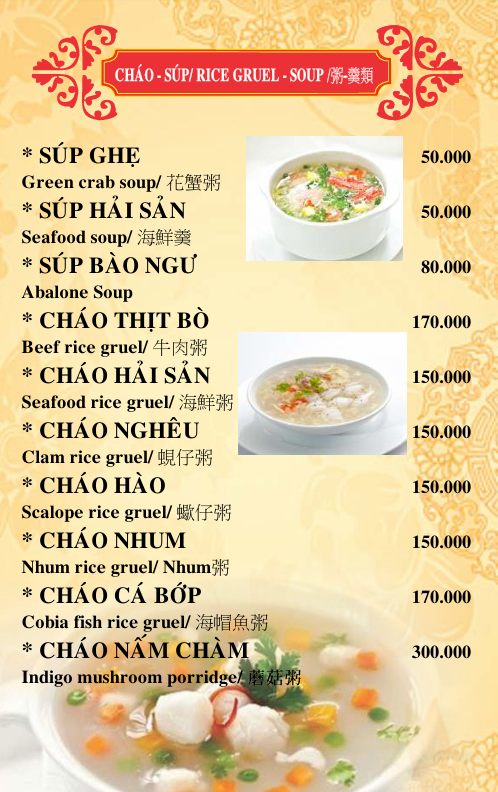 CHÁO - SÚP/ RICE GRUEL - SOUP /粥-羹類
* SÚP GHẸ 50.000
Green crab soup/ 花蟹粥
* SÚP HẢI SẢN 50.000
Seafood soup/ 海鮮羹
* SÚP BÀO NGƯ 80.000
Abalone Soup
* CHÁO THỊT BÒ 170.000
Beef rice gruel/ 牛肉粥
* CHÁO HẢI SẢN 150.000
Seafood rice gruel/ 海鮮粥
* CHÁO NGHÊU 150.000
Clam rice gruel/ 蜆仔粥
* CHÁO HÀO 150.000
Scalope rice gruel/ 蠍仔粥
* CHÁO NHUM 150.000
Nhum rice gruel/ Nhum粥
* CHÁO CÁ BỚP 170.000
Cobia fish rice gruel/ 海帽魚粥
* CHÁO NẤM CHÀM 300.000
Indigo mushroom porridge/ 蘑菇粥